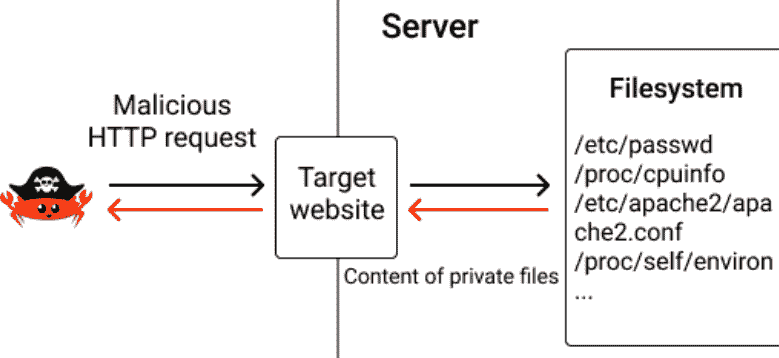 Server
Malicious
HTTP request
Target
website
Content of private files
Filesystem
/etc/passwd
/proc/cpuinfo
/etc/apache2/apa
che2.conf
/proc/self/environ
...